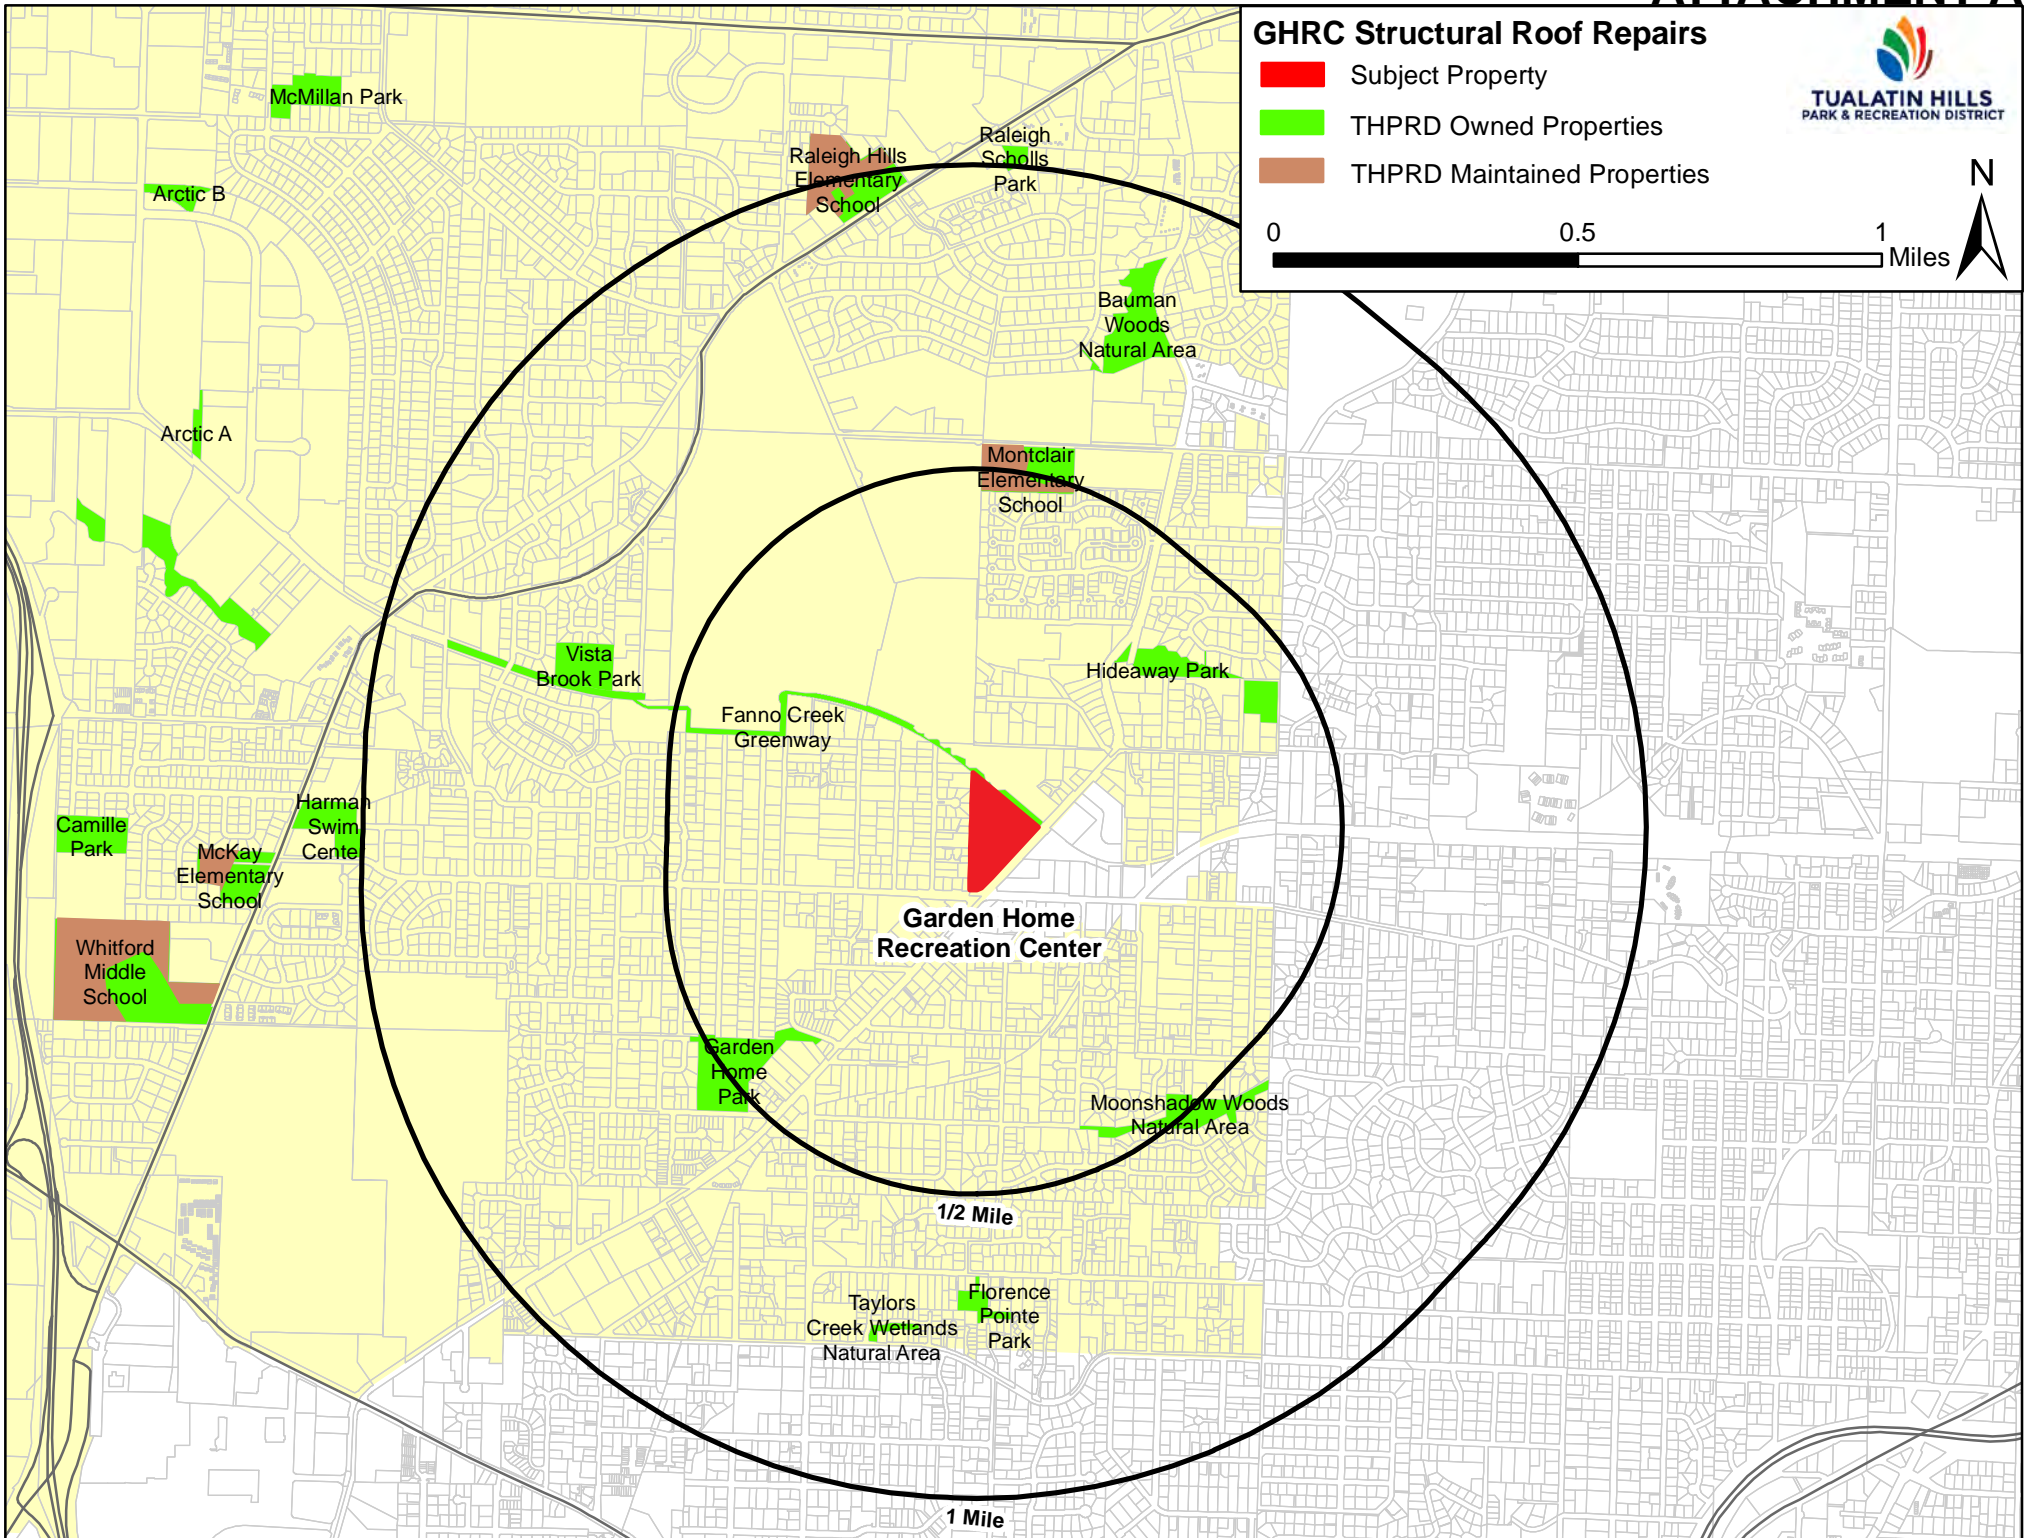 ATTACHMENT A
GHRC Structural Roof Repairs
Subject Property
THPRD Owned Properties
THPRD Maintained Properties
TUALATIN HILLS
PARK & RECREATION DISTRICT
N
0
0.5
1
Miles
McMillan Park
Arctic B
Raleigh Hills
Elementary
School
Raleigh
Scholls
Park
Bauman
Woods
Natural Area
Arctic A
Montclair
Elementary
School
Vista
Brook Park
Hideaway Park
Fanno Creek
Greenway
Harman
Swim
Center
Camille
Park
McKay
Elementary
School
Garden Home
Recreation Center
Whitford
Middle
School
Garden
Home
Park
Moonshadow Woods
Natural Area
1/2 Mile
Taylors
Creek Wetlands
Natural Area
Florence
Pointe
Park
1 Mile